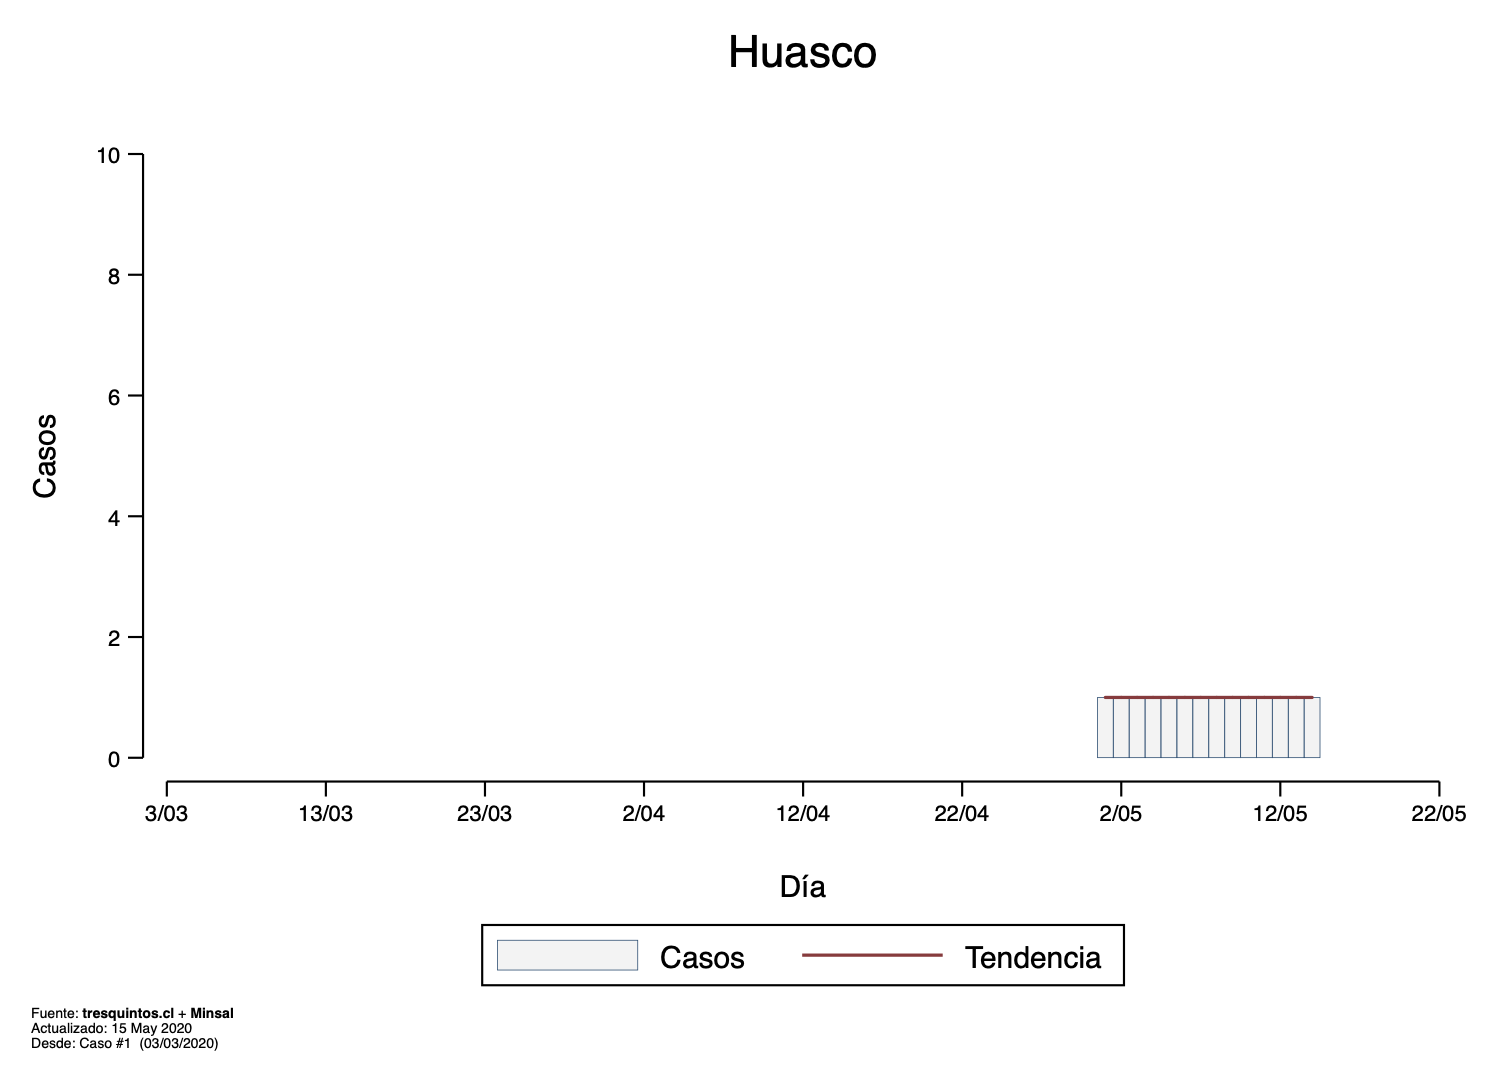 Huasco
10
8
6
4
2
0
Casos
3/03 13/03 23/03 2/04 12/04 22/04 2/05 12/05 22/05
Día
Casos Tendencia
Fuente: tresquintos.cl + Minsal
Actualizado: 15 May 2020
Desde: Caso #1 (03/03/2020)